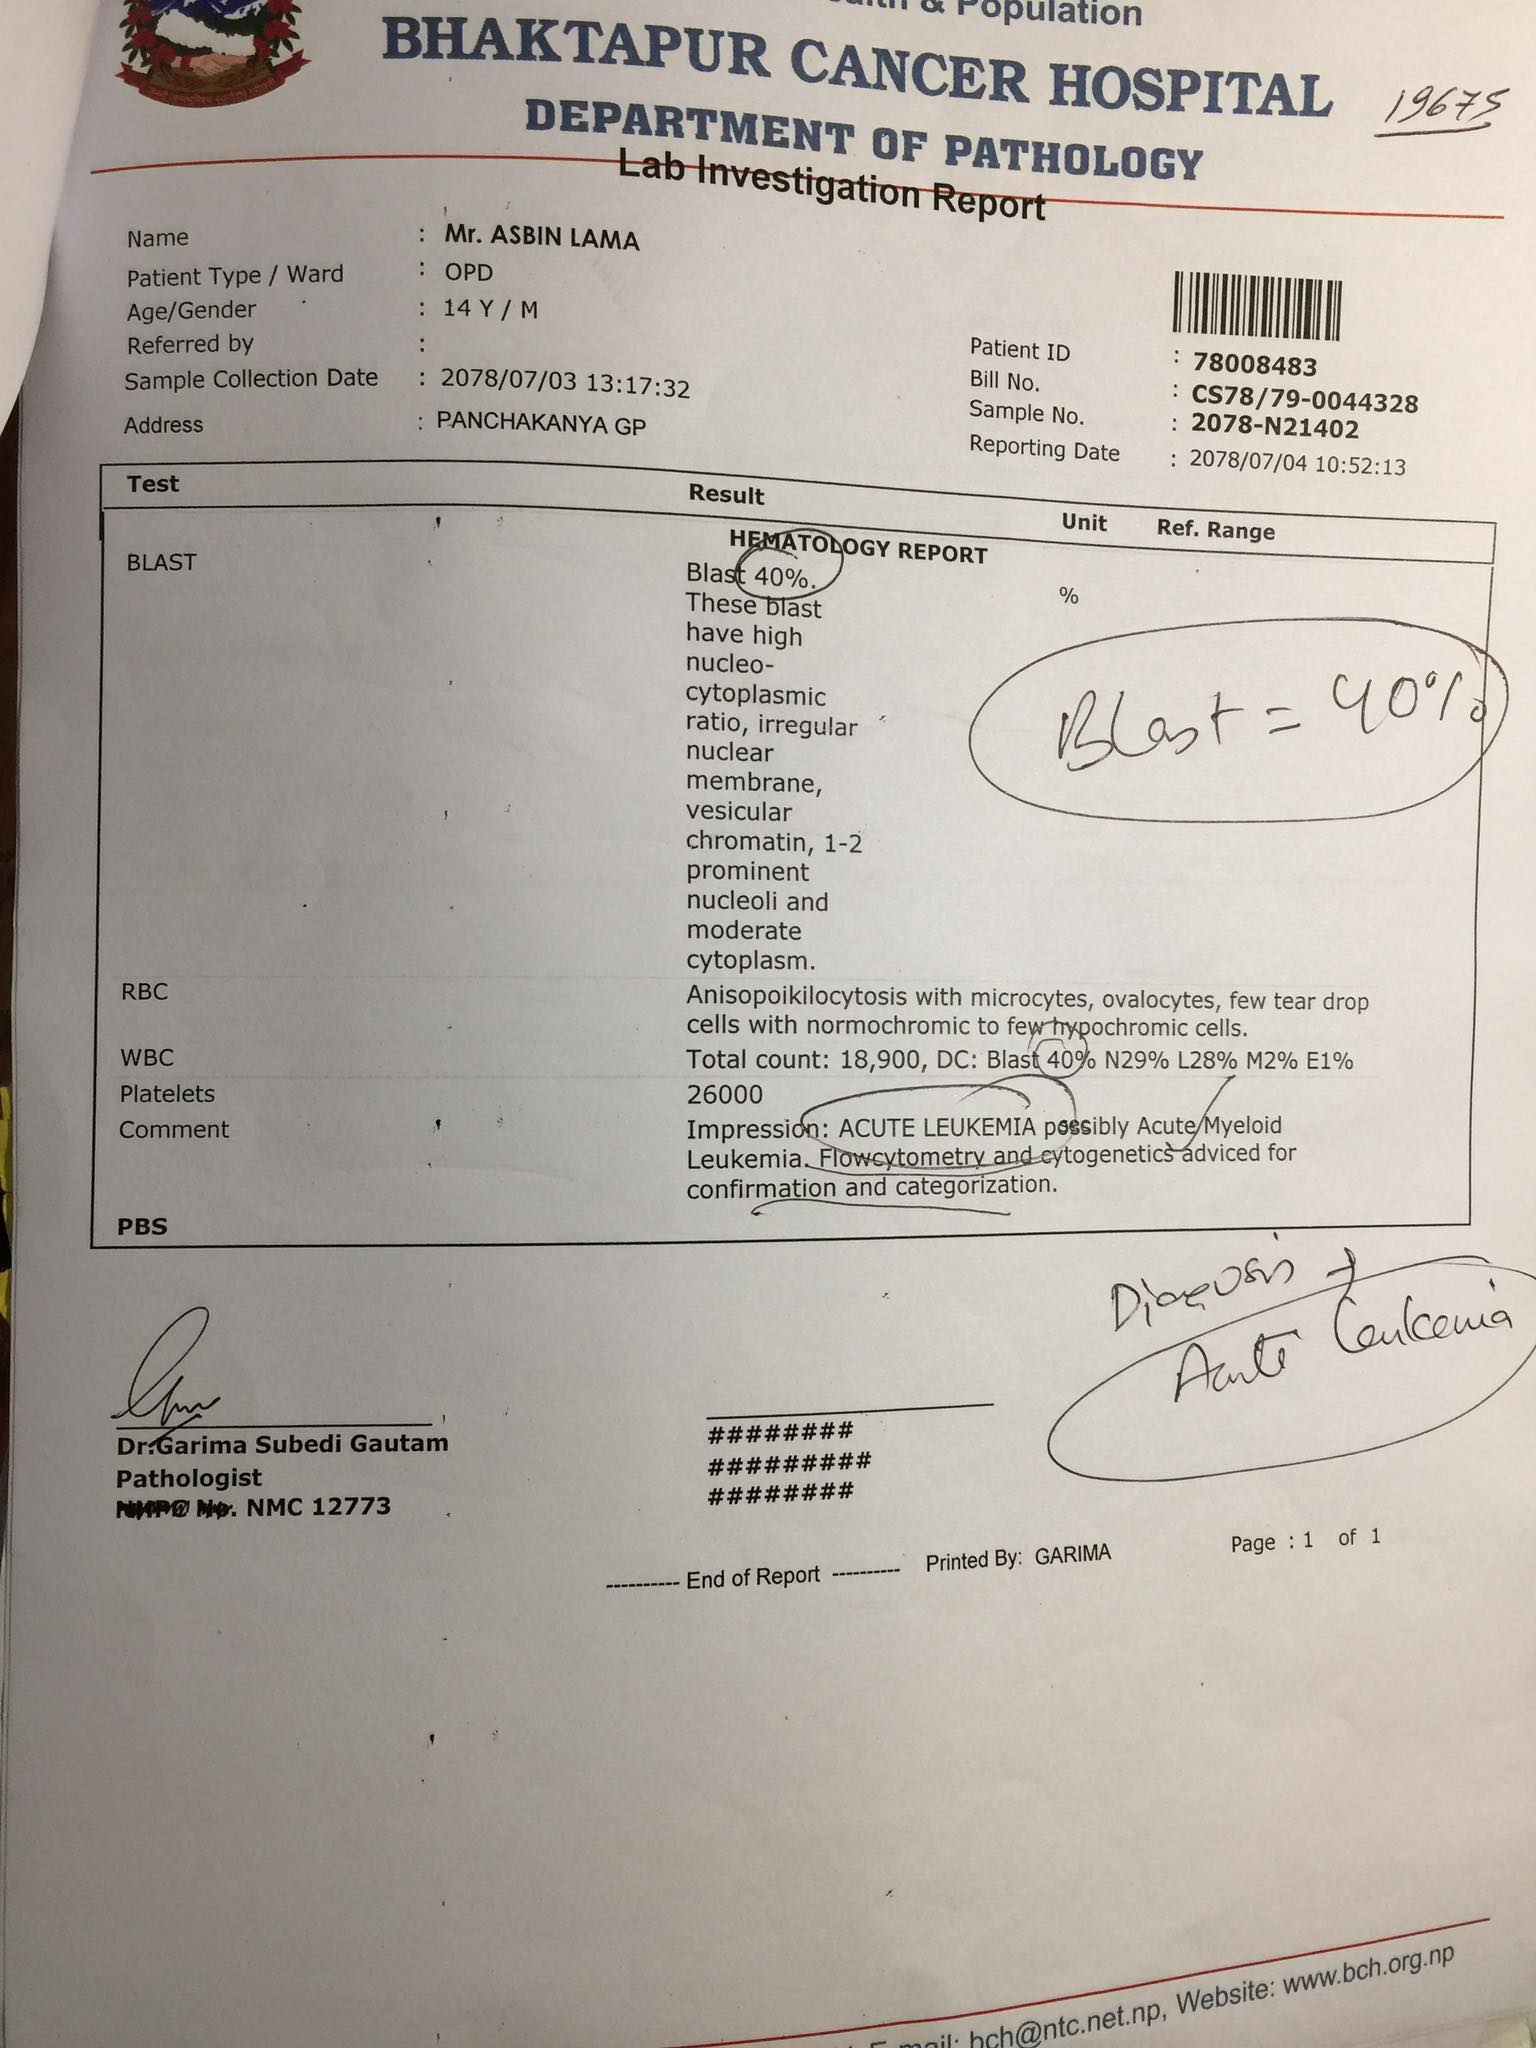 & Population
BHAKTAPUR CANCER HOSPITAL
19675
DEPARTMENT OF PATHOLOGY
Lab Investigation Report
Name : Mr. ASBIN LAMA
Patient Type / Ward : OPD
Age/Gender : 14 Y / M
Referred by :
Sample Collection Date : 2078/07/03 13:17:32
Address : PANCHAKANYA GP
Patient ID : 78008483
Bill No. : CS78/79-0044328
Sample No. : 2078-N21402
Reporting Date : 2078/07/04 10:52:13
Test Result Unit Ref. Range
HEMATOLOGY REPORT
BLAST Blast 40%. %
These blast
have high
nucleo-
cytoplasmic
ratio, irregular
nuclear
membrane,
vesicular
chromatin, 1-2
prominent
nucleoli and
moderate
cytoplasm.
Blast = 40%
RBC Anisopoikilocytosis with microcytes, ovalocytes, few tear drop
cells with normochromic to few hypochromic cells.
WBC Total count: 18,900, DC: Blast 40% N29% L28% M2% E1%
Platelets 26000
Comment Impression: ACUTE LEUKEMIA possibly Acute Myeloid
Leukemia. Flowcytometry and cytogenetics adviced for
confirmation and categorization.
PBS
Diagnosis →
Acute Leukemia
Dr.Garima Subedi Gautam
Pathologist
. NMC 12773
########
#########
########
---------- End of Report ---------- Printed By: GARIMA Page : 1 of 1
bch@ntc.net.np, Website: www.bch.org.np